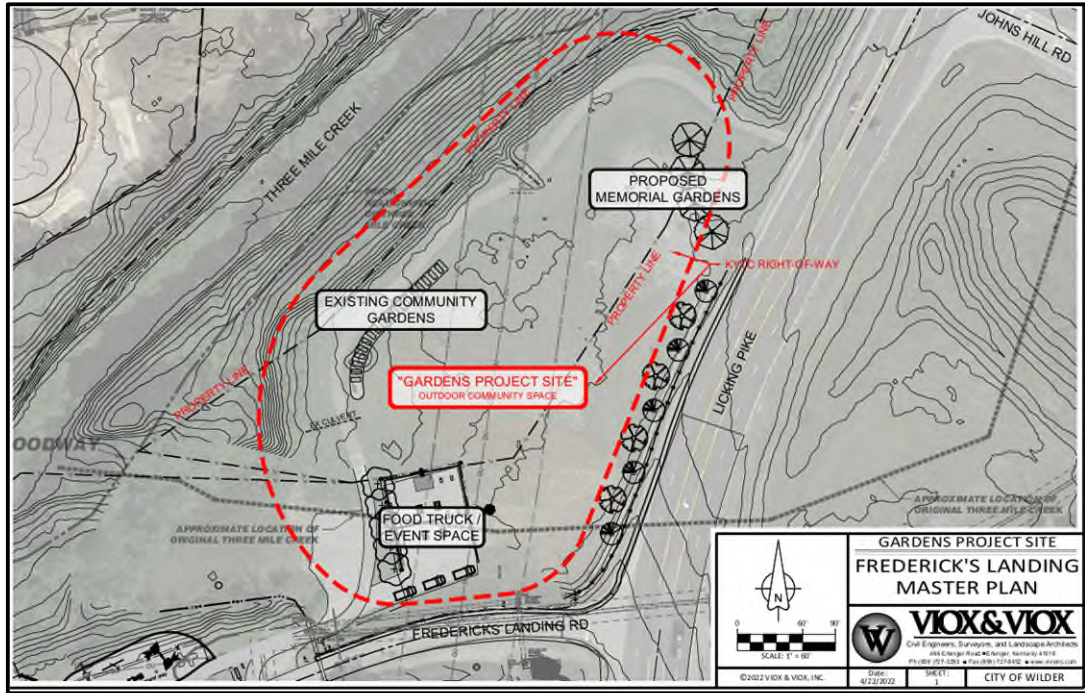 JOHNS HILL RD
PROPERTY LINE
PROPERTY LINE
THREE MILE CREEK
PROPOSED
MEMORIAL GARDENS
PROPERTY LINE
KYTC RIGHT-OF-WAY
EXISTING COMMUNITY
GARDENS
"GARDENS PROJECT SITE"
OUTDOOR COMMUNITY SPACE
LICKING PIKE
PROPERTY LINE
CULVERT
OODWAY
FOOD TRUCK /
EVENT SPACE
APPROXIMATE LOCATION OF
ORIGINAL THREE MILE CREEK
APPROXIMATE LOCATION OF
ORIGINAL THREE MILE CREEK
FREDERICKS LANDING RD
N
0 60' 90'
SCALE: 1" = 60'
©2022 VIOX & VIOX, INC.
GARDENS PROJECT SITE
FREDERICK'S LANDING
MASTER PLAN
VIOX & VIOX
Civil Engineers, Surveyors, and Landscape Architects
Date:
4/22/2022
SHEET:
1
CITY OF WILDER